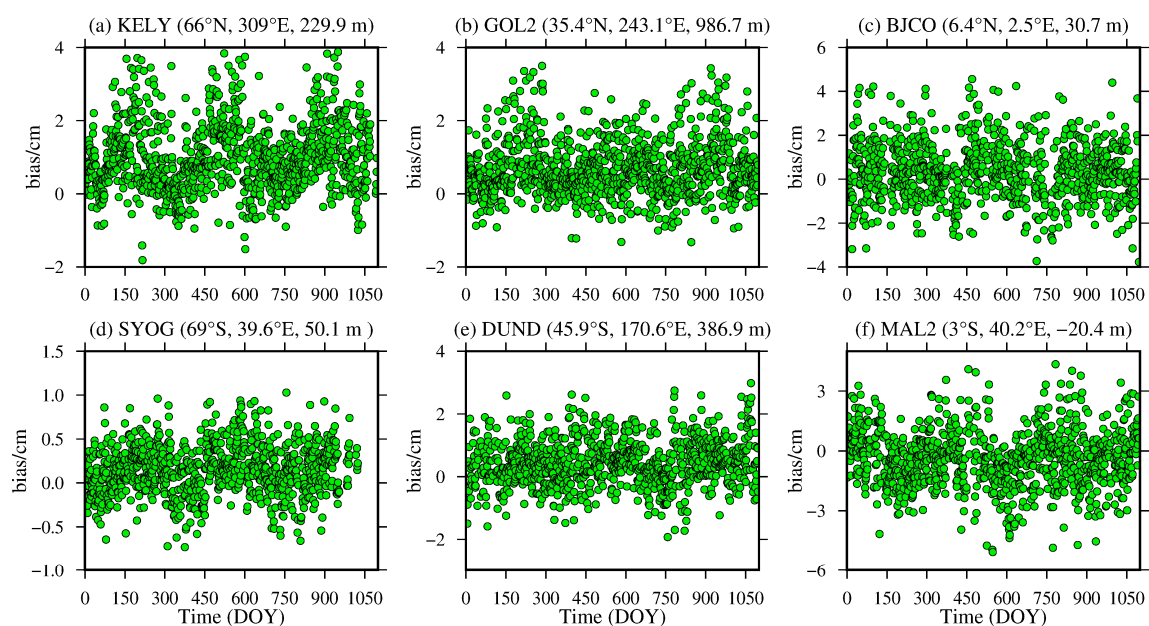 (a) KELY (66°N, 309°E, 229.9 m)
(b) GOL2 (35.4°N, 243.1°E, 986.7 m)
(c) BJCO (6.4°N, 2.5°E, 30.7 m)
4
2
0
−2
bias/cm
0 150 300 450 600 750 900 1050
4
2
0
−2
bias/cm
0 150 300 450 600 750 900 1050
6
4
2
0
−2
−4
bias/cm
0 150 300 450 600 750 900 1050
(d) SYOG (69°S, 39.6°E, 50.1 m )
(e) DUND (45.9°S, 170.6°E, 386.9 m)
(f) MAL2 (3°S, 40.2°E, −20.4 m)
1.5
1.0
0.5
0.0
−0.5
−1.0
bias/cm
0 150 300 450 600 750 900 1050
Time (DOY)
4
2
0
−2
bias/cm
0 150 300 450 600 750 900 1050
Time (DOY)
3
0
−3
−6
bias/cm
0 150 300 450 600 750 900 1050
Time (DOY)